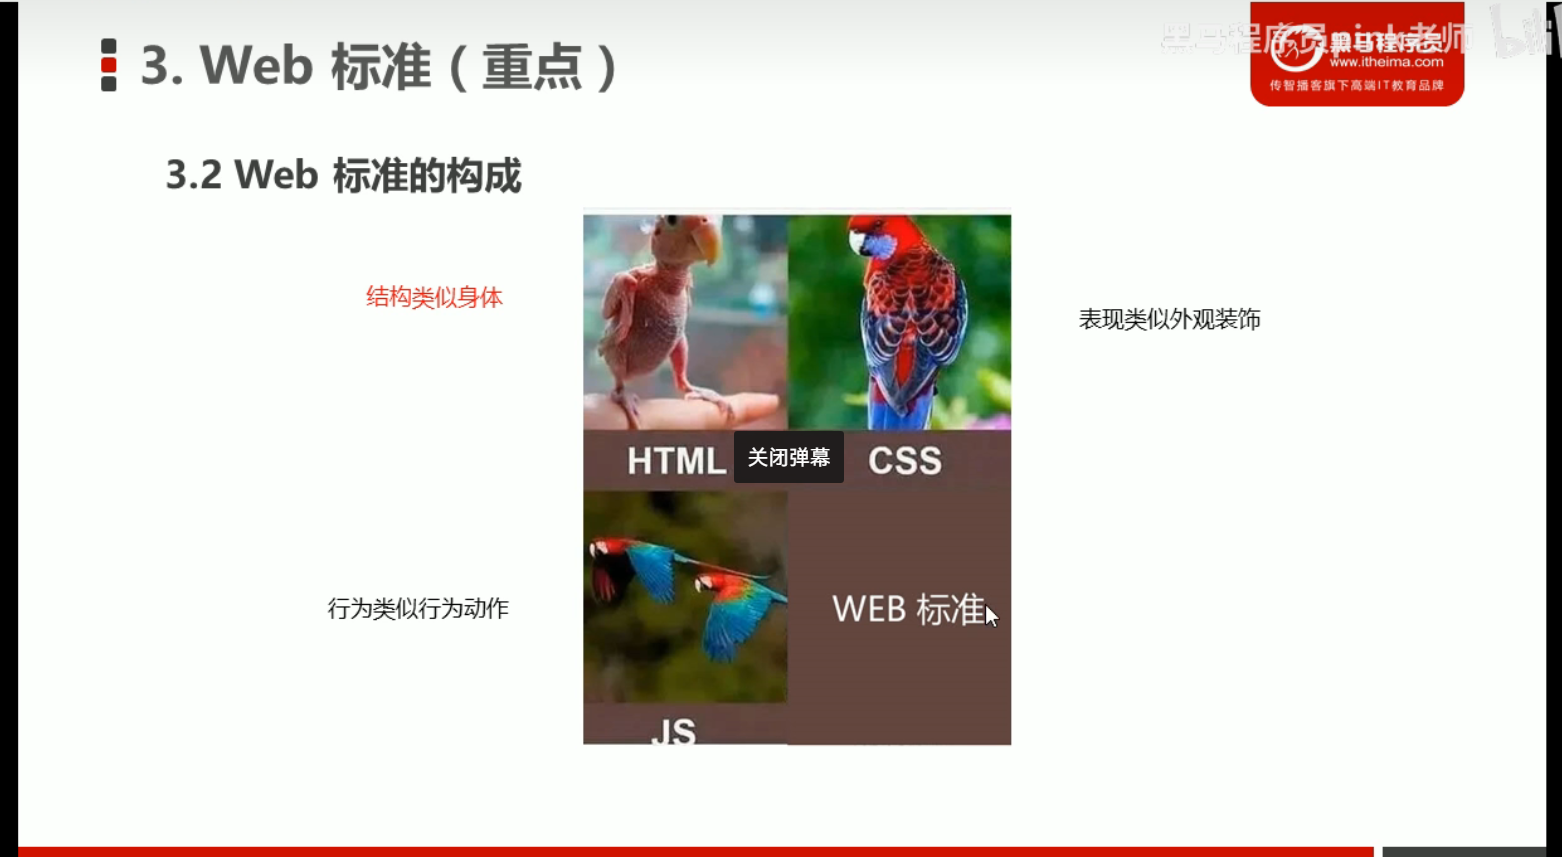 3. Web 标准（重点）
黑马程序员pink老师
黑马程序员
www.itheima.com
传智播客旗下高端IT教育品牌
3.2 Web 标准的构成
结构类似身体
表现类似外观装饰
HTML
关闭弹幕
CSS
行为类似行为动作
WEB 标准
JS